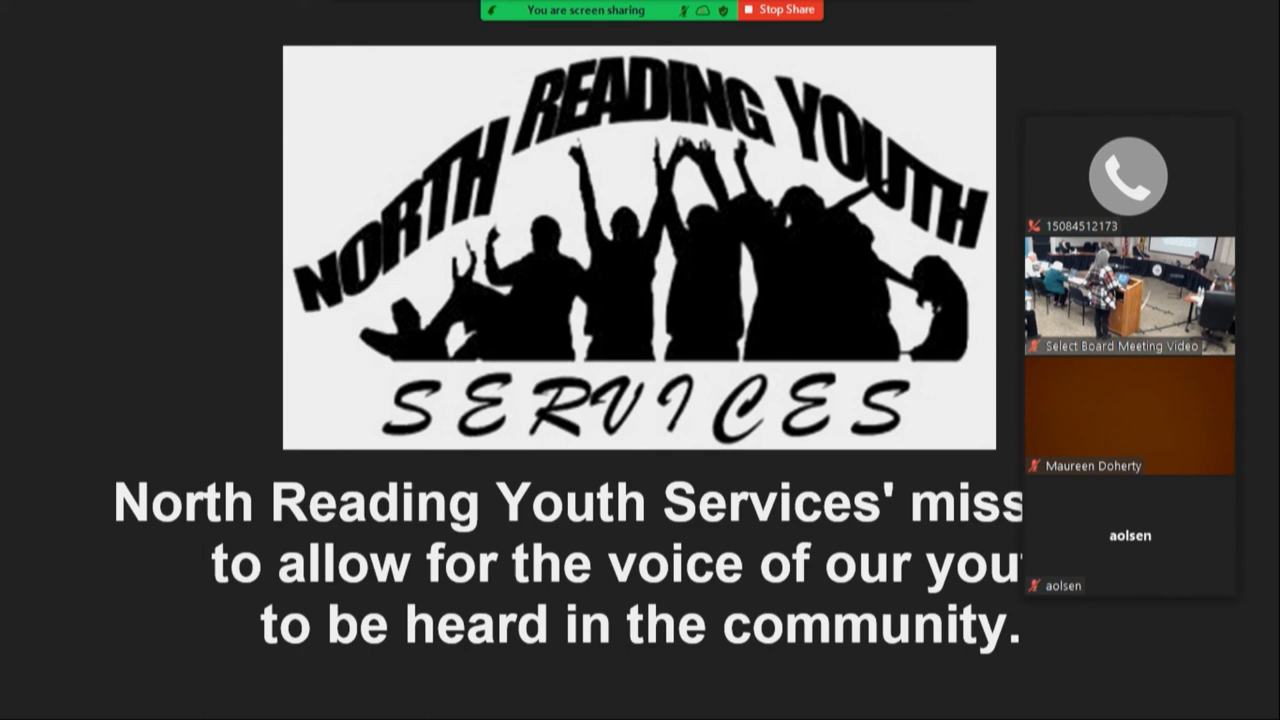 You are screen sharing
Stop Share
NORTH READING YOUTH
SERVICES
North Reading Youth Services' miss
to allow for the voice of our you
to be heard in the community.
15084512173
Select Board Meeting Video
Maureen Doherty
aolsen
aolsen